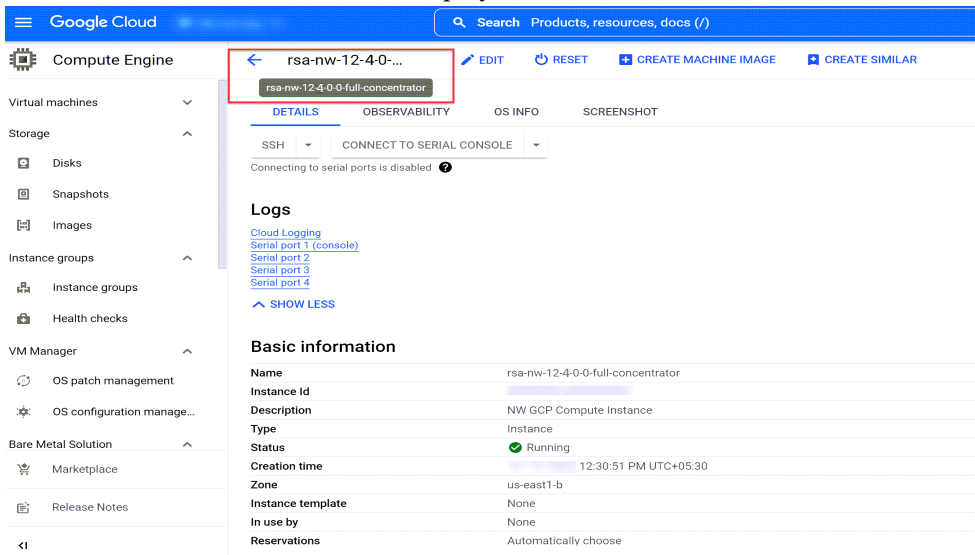 Google Cloud
Search Products, resources, docs (/)
Compute Engine
rsa-nw-12-4-0-...
EDIT
RESET
CREATE MACHINE IMAGE
CREATE SIMILAR
rsa-nw-12-4-0-0-full-concentrator
Virtual machines
Storage
Disks
Snapshots
Images
Instance groups
Instance groups
Health checks
VM Manager
OS patch management
OS configuration manage...
Bare Metal Solution
Marketplace
Release Notes
DETAILS
OBSERVABILITY
OS INFO
SCREENSHOT
SSH
CONNECT TO SERIAL CONSOLE
Connecting to serial ports is disabled ?
Logs
Cloud Logging
Serial port 1 (console)
Serial port 2
Serial port 3
Serial port 4
SHOW LESS
Basic information
Name rsa-nw-12-4-0-0-full-concentrator
Instance Id
Description NW GCP Compute Instance
Type Instance
Status Running
Creation time 12:30:51 PM UTC+05:30
Zone us-east1-b
Instance template None
In use by None
Reservations Automatically choose